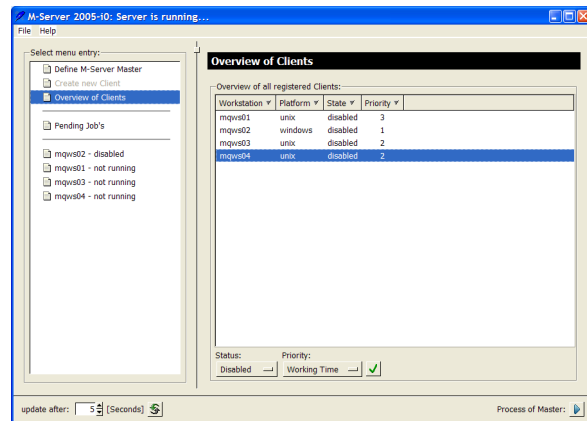 M-Server 2005-i0: Server is running...
File Help
Select menu entry:
Define M-Server Master
Create new Client
Overview of Clients
Pending Job's
mqws02 - disabled
mqws01 - not running
mqws03 - not running
mqws04 - not running
Overview of Clients
Overview of all registered Clients:
Workstation Platform State Priority
mqws01 unix disabled 3
mqws02 windows disabled 1
mqws03 unix disabled 2
mqws04 unix disabled 2
Status: Priority:
Disabled Working Time
update after: 5 [Seconds] Process of Master: